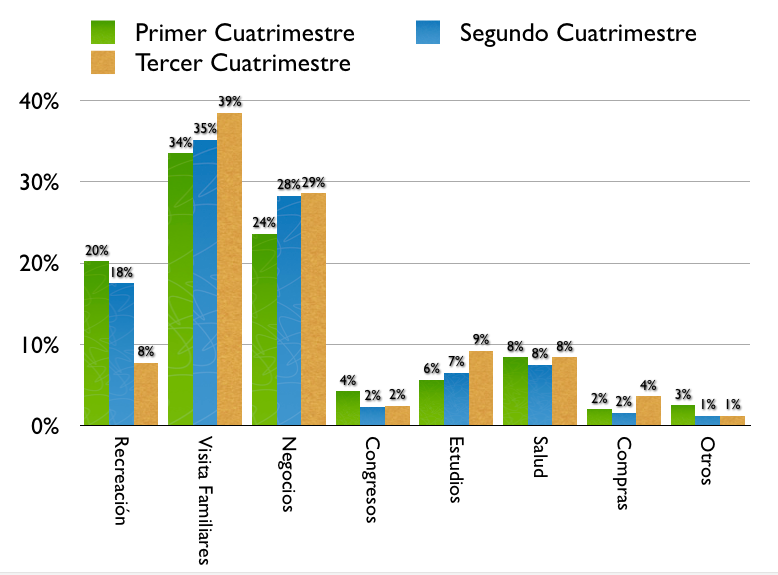 Primer Cuatrimestre
Segundo Cuatrimestre
Tercer Cuatrimestre
40%
30%
20%
10%
0%
20%
18%
8%
34%
35%
39%
24%
28%
29%
4%
2%
2%
6%
7%
9%
8%
8%
8%
2%
2%
4%
3%
1%
1%
Recreación
Visita Familiares
Negocios
Congresos
Estudios
Salud
Compras
Otros